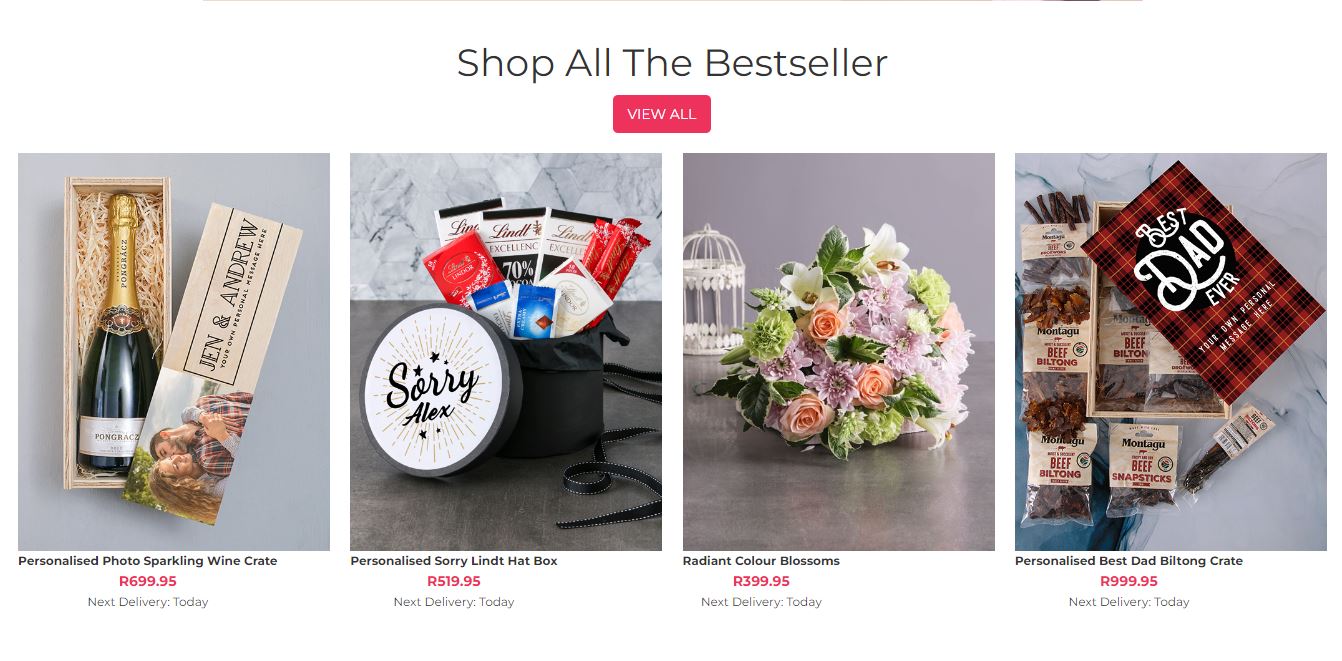 Shop All The Bestseller
VIEW ALL
PONGRACZ
PONGRACZ
JEN & ANDREW
YOUR OWN PERSONAL MESSAGE HERE
Lindt
Lindt
Lindt
EXCELLENCE
EXCELLENCE
70%
Lindt
LINDOR
LINDOR
Sorry
Alex
BEST
DAD
EVER
YOUR OWN PERSONAL
MESSAGE HERE
Montagu
BEEF
Montagu
BEEF
BILTONG
BEEF
BILTONG
Montagu
BEEF
BILTONG
Montagu
BEEF
SNAPSTICKS
Personalised Photo Sparkling Wine Crate
R699.95
Next Delivery: Today
Personalised Sorry Lindt Hat Box
R519.95
Next Delivery: Today
Radiant Colour Blossoms
R399.95
Next Delivery: Today
Personalised Best Dad Biltong Crate
R999.95
Next Delivery: Today